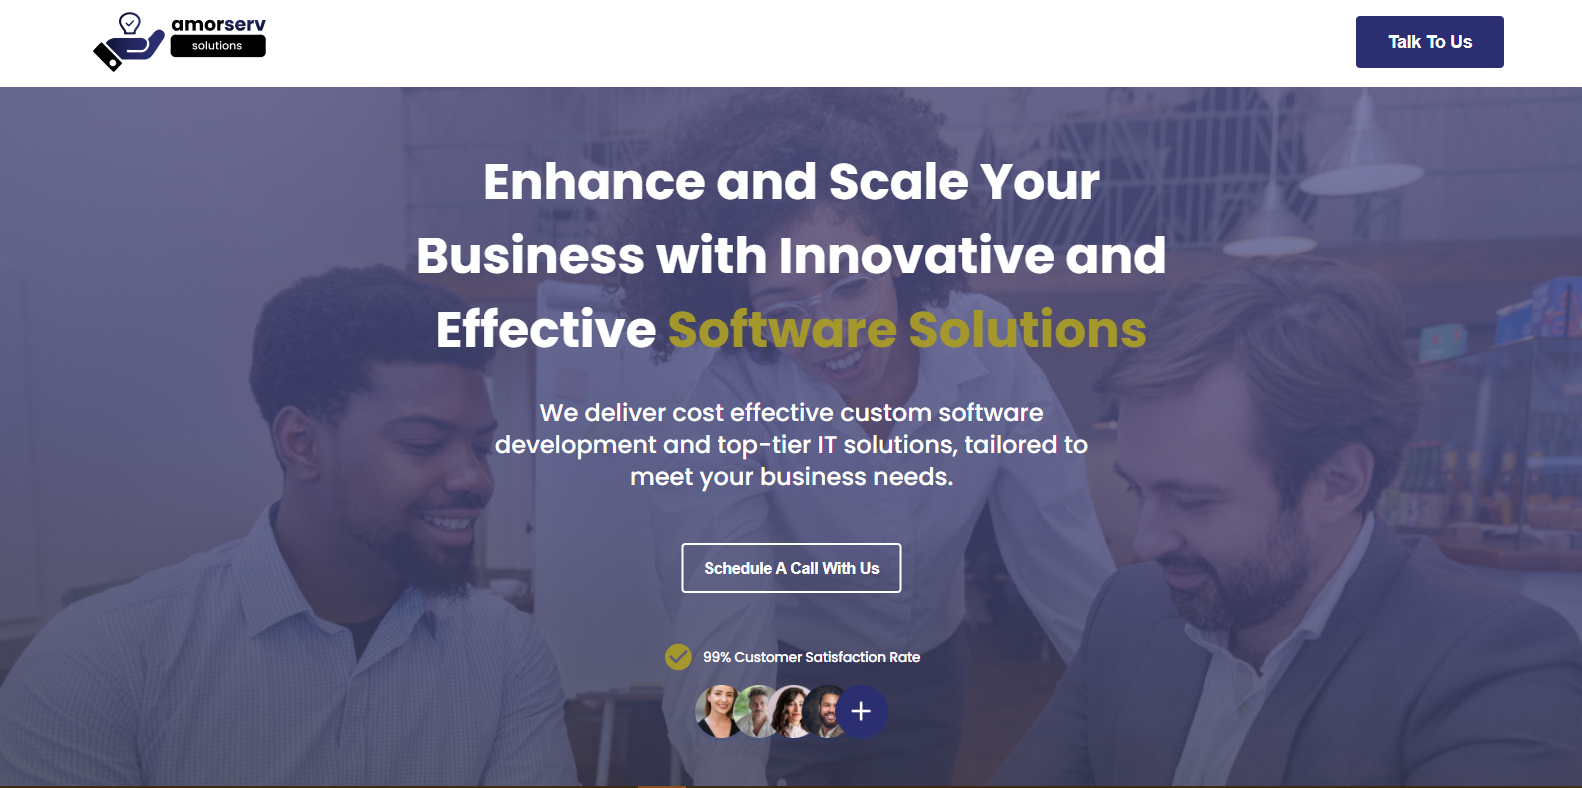 amorserv
solutions
Talk To Us
Enhance and Scale Your
Business with Innovative and
Effective Software Solutions
We deliver cost effective custom software
development and top-tier IT solutions, tailored to
meet your business needs.
Schedule A Call With Us
99% Customer Satisfaction Rate